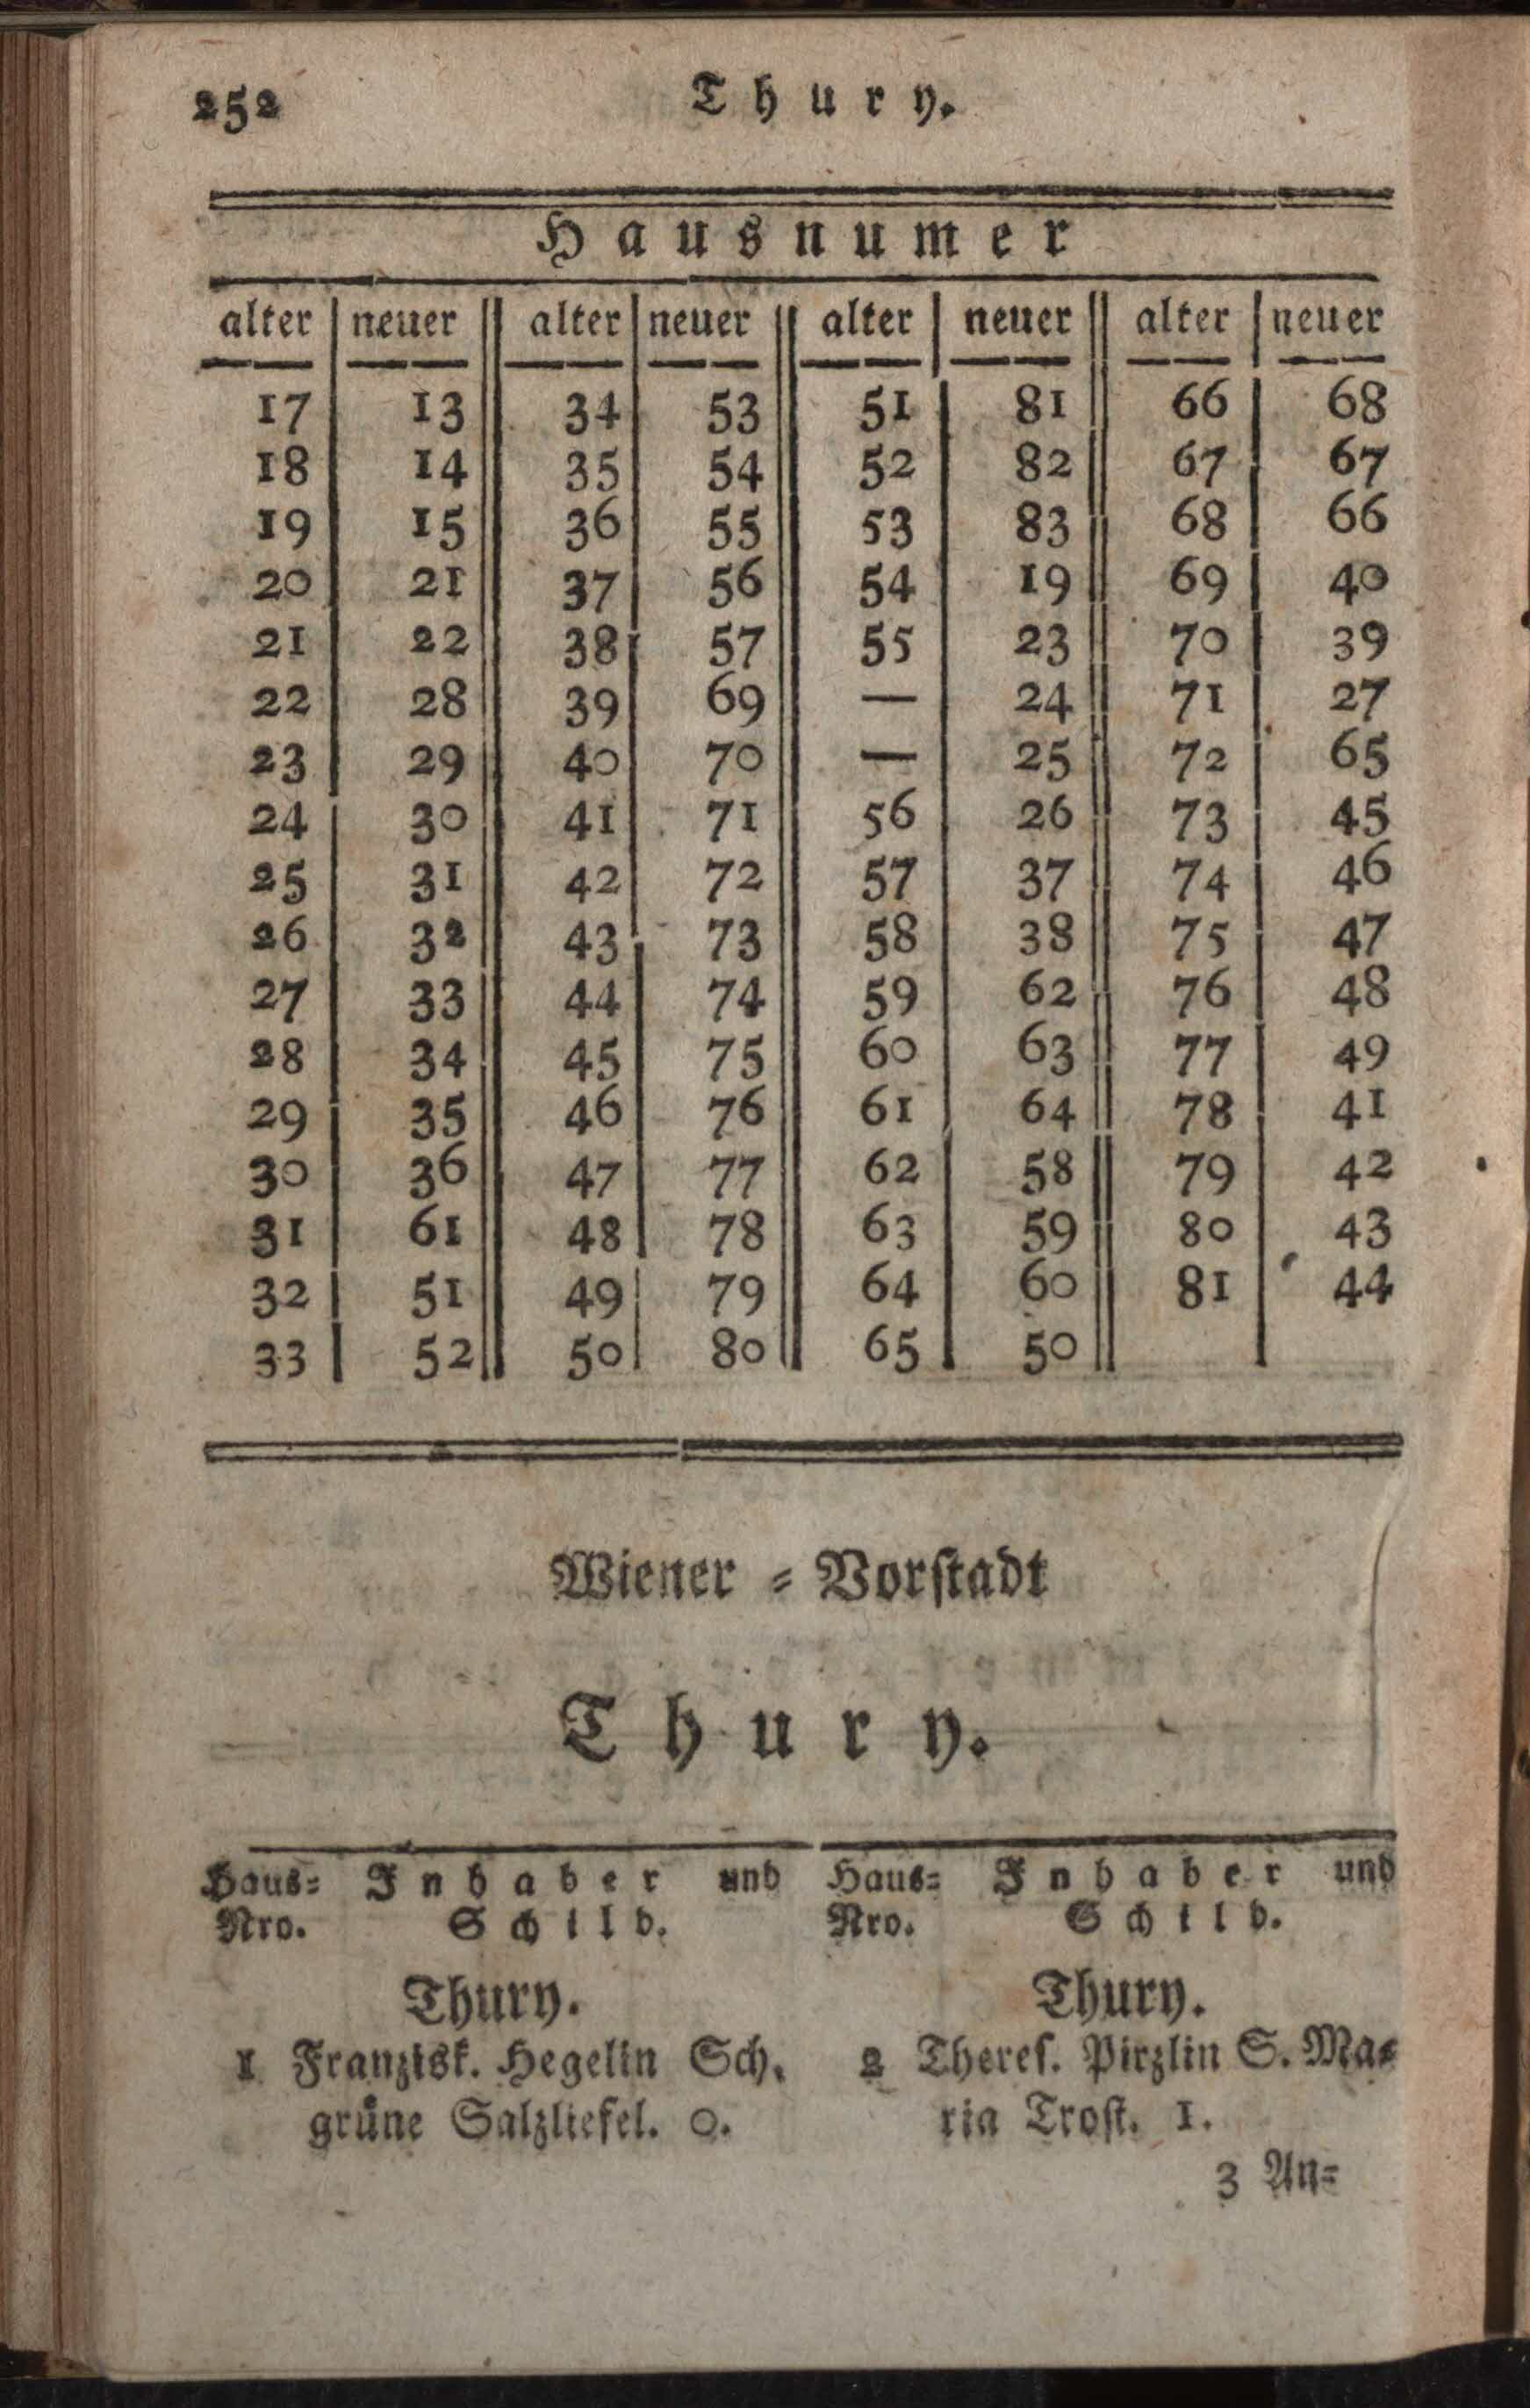 252 Thury.
Hausnumer
alter neuer alter neuer alter neuer alter neuer
17 13 34 53 51 81 66 68
18 14 35 54 52 82 67 67
19 15 36 55 53 83 68 66
20 21 37 56 54 19 69 40
21 22 38 57 55 23 70 39
22 28 39 69 — 24 71 27
23 29 40 70 — 25 72 65
24 30 41 71 56 26 73 45
25 31 42 72 57 37 74 46
26 32 43 73 58 38 75 47
27 33 44 74 59 62 76 48
28 34 45 75 60 63 77 49
29 35 46 76 61 64 78 41
30 36 47 77 62 58 79 42
31 61 48 78 63 59 80 43
32 51 49 79 64 60 81 44
33 52 50 80 65 50
Wiener = Vorſtadt
Thury.
Haus= Inhaber und
Nro. Schild.
Thury.
1 Franzisk. Hegelin Sch.
grüne Salzliefel. 0.
Haus= Inhaber und
Nro. Schild.
Thury.
2 Thereſ. Pirzlin S. Ma=
ria Troſt. 1.
3 An=